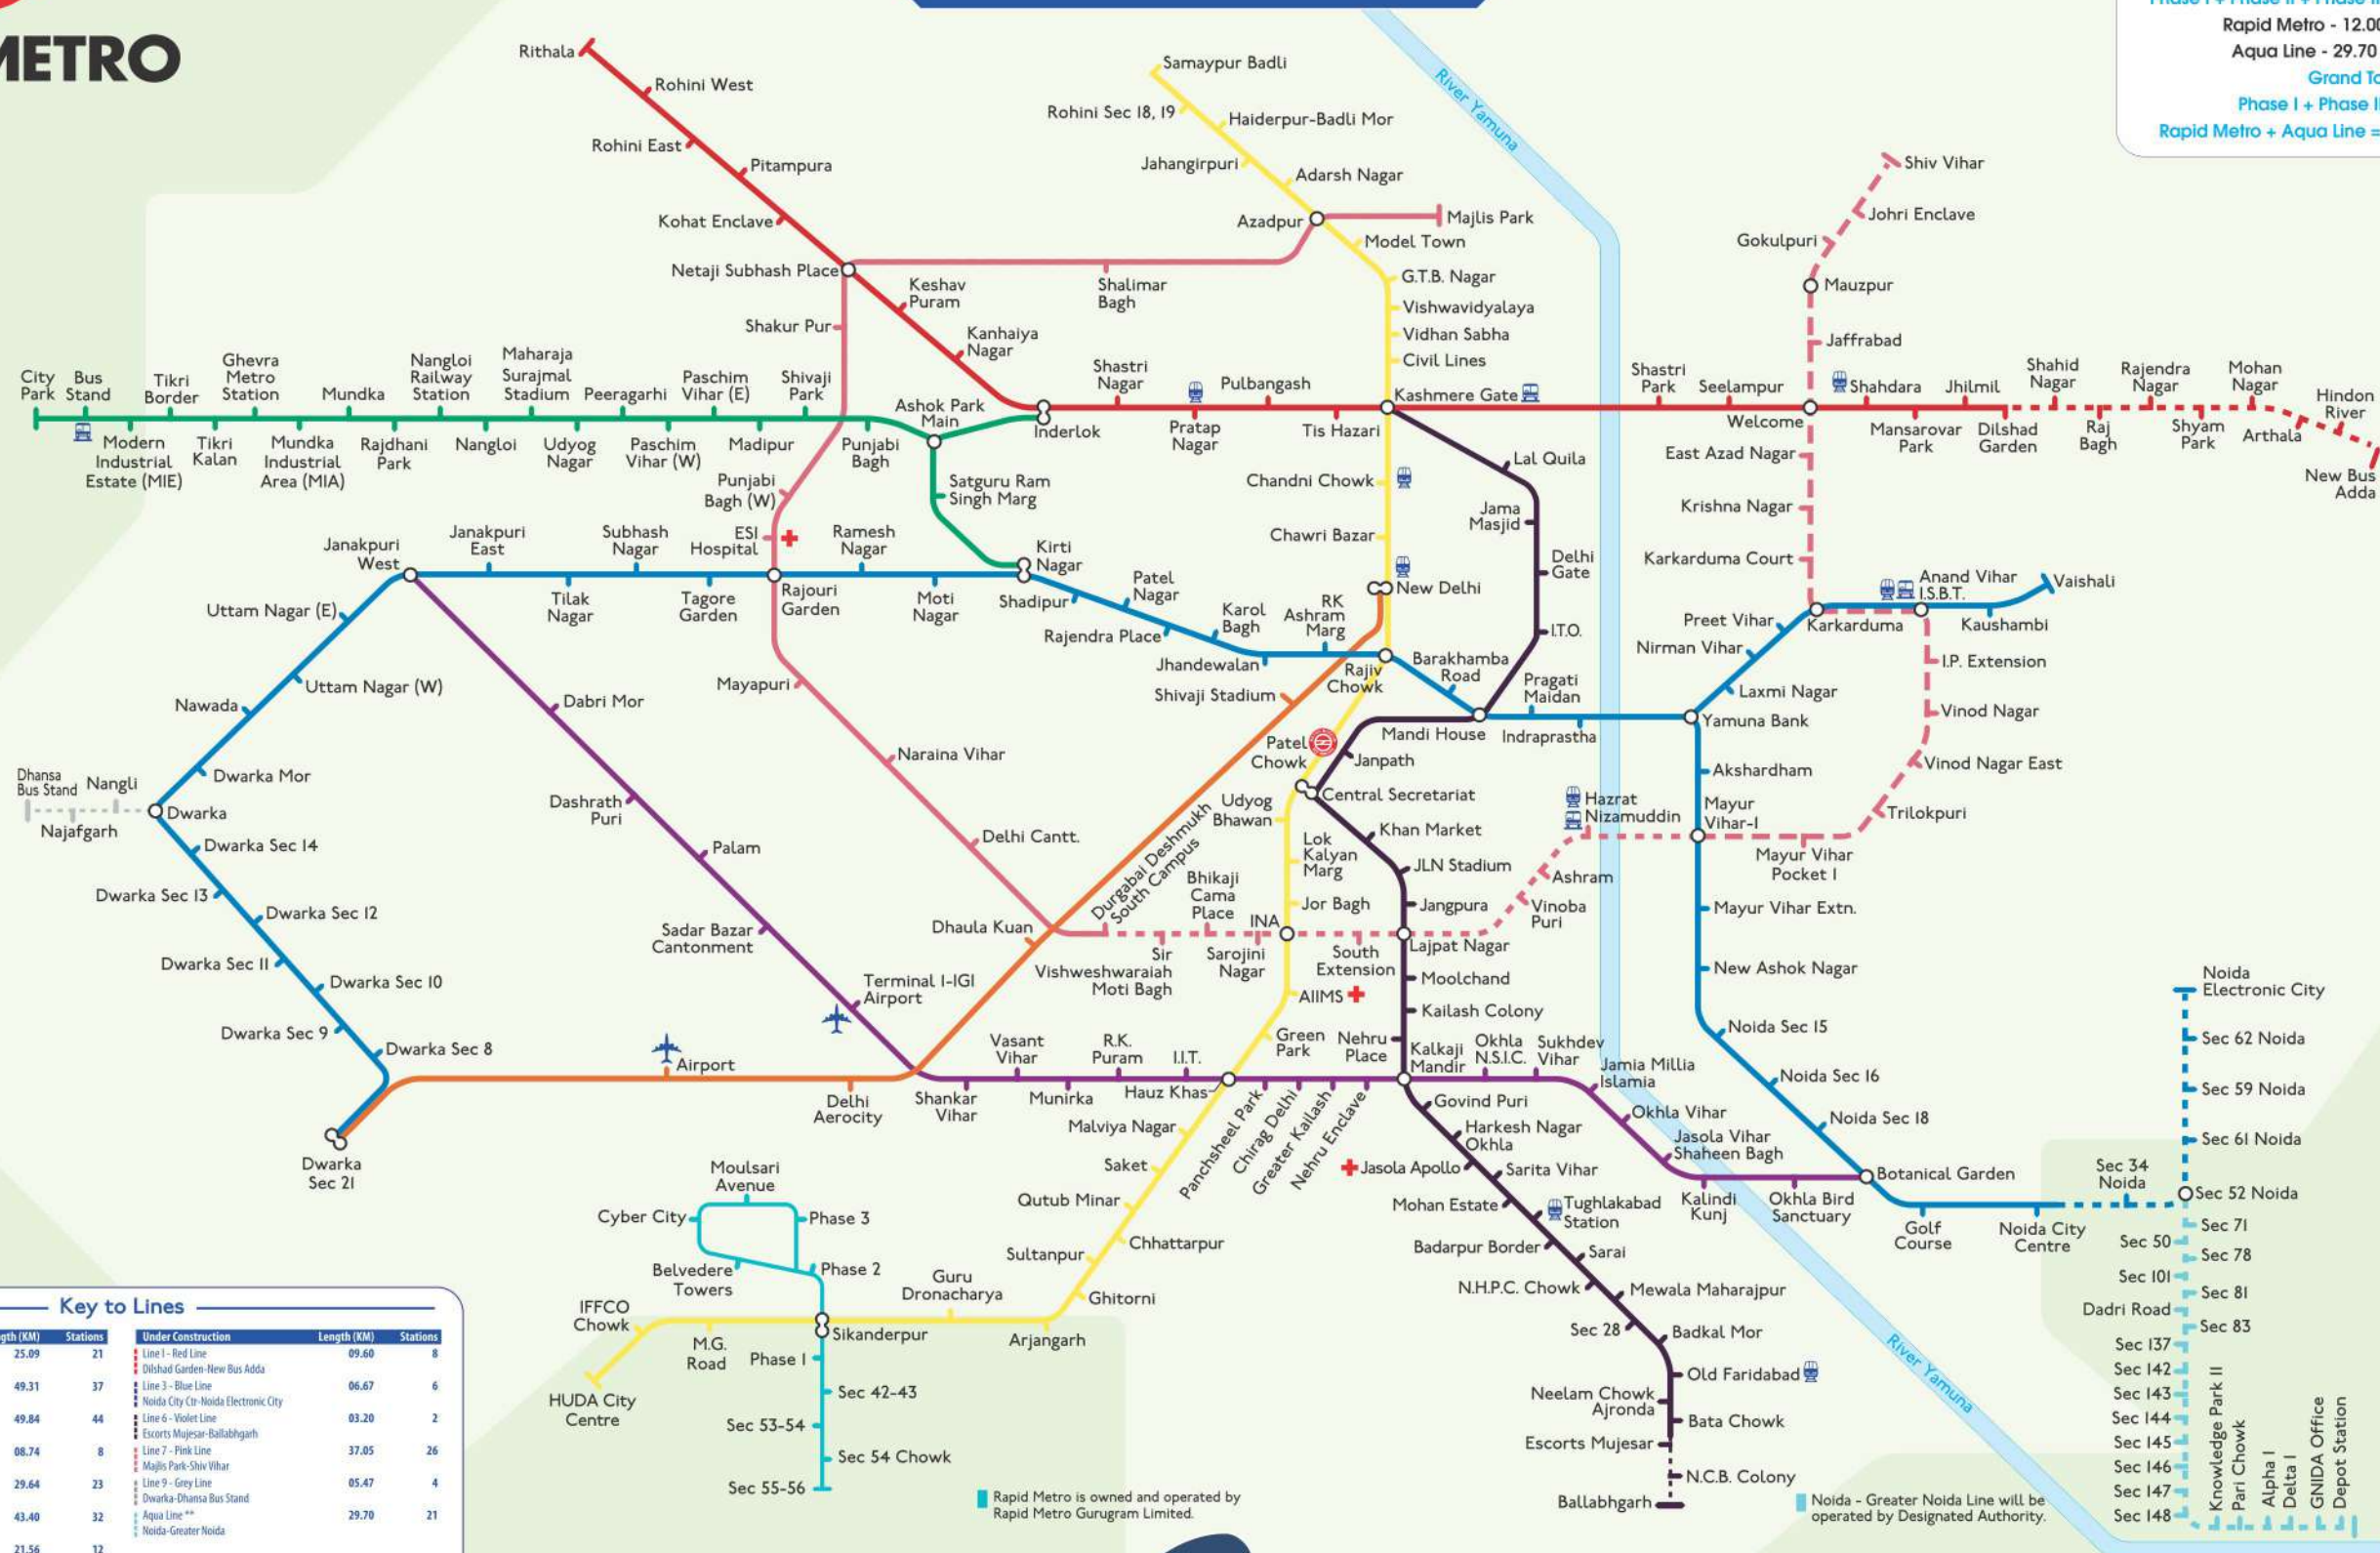 METRO
Rapid Metro - 12.00
Aqua Line - 29.70
Grand To
Phase I + Phase II
Rapid Metro + Aqua Line =
River Yamuna
Rithala
Rohini West
Rohini East
Pitampura
Kohat Enclave
Netaji Subhash Place
Keshav
Puram
Kanhaiya
Nagar
Inderlok
Shastri
Nagar
Pratap
Nagar
Pulbangash
Tis Hazari
Kashmere Gate
Shastri
Park
Seelampur
Welcome
Shahdara
Mansarovar
Park
Jhilmil
Dilshad
Garden
Shahid
Nagar
Raj
Bagh
Rajendra
Nagar
Shyam
Park
Mohan
Nagar
Arthala
Hindon
River
New Bus
Adda
Samaypur Badli
Rohini Sec 18, 19
Haiderpur-Badli Mor
Jahangirpuri
Adarsh Nagar
Azadpur
Majlis Park
Model Town
G.T.B. Nagar
Vishwavidyalaya
Vidhan Sabha
Civil Lines
Chandni Chowk
Chawri Bazar
New Delhi
Rajiv
Chowk
Patel
Chowk
Central Secretariat
Udyog
Bhawan
Lok
Kalyan
Marg
Jor Bagh
INA
AIIMS
Green
Park
Hauz Khas
Malviya Nagar
Saket
Qutub Minar
Chhattarpur
Sultanpur
Ghitorni
Arjangarh
Guru
Dronacharya
Sikanderpur
M.G.
Road
IFFCO
Chowk
HUDA City
Centre
Shalimar
Bagh
Shakur Pur
Punjabi
Bagh (W)
ESI
Hospital
Rajouri
Garden
Mayapuri
Naraina Vihar
Delhi Cantt.
Durgabai Deshmukh
South Campus
Sir
Vishweshwaraiah
Moti Bagh
Bhikaji
Cama
Place
Sarojini
Nagar
South
Extension
Lajpat Nagar
Vinoba
Puri
Ashram
Hazrat
Nizamuddin
Mayur
Vihar-I
Mayur Vihar
Pocket I
Trilokpuri
Vinod Nagar East
Vinod Nagar
I.P. Extension
Anand Vihar
I.S.B.T.
Karkarduma
Karkarduma Court
Krishna Nagar
East Azad Nagar
Jaffrabad
Mauzpur
Gokulpuri
Johri Enclave
Shiv Vihar
City
Park
Bus
Stand
Modern
Industrial
Estate (MIE)
Tikri
Border
Tikri
Kalan
Ghevra
Metro
Station
Mundka
Industrial
Area (MIA)
Mundka
Rajdhani
Park
Nangloi
Railway
Station
Nangloi
Maharaja
Surajmal
Stadium
Udyog
Nagar
Peeragarhi
Paschim
Vihar (W)
Paschim
Vihar (E)
Madipur
Shivaji
Park
Punjabi
Bagh
Ashok Park
Main
Satguru Ram
Singh Marg
Kirti
Nagar
Janakpuri
West
Janakpuri
East
Tilak
Nagar
Subhash
Nagar
Tagore
Garden
Ramesh
Nagar
Moti
Nagar
Shadipur
Patel
Nagar
Rajendra Place
Karol
Bagh
Jhandewalan
RK
Ashram
Marg
Barakhamba
Road
Mandi House
Pragati
Maidan
Indraprastha
Yamuna Bank
Laxmi Nagar
Nirman Vihar
Preet Vihar
Kaushambi
Vaishali
Akshardham
Mayur Vihar Extn.
New Ashok Nagar
Noida Sec 15
Noida Sec 16
Noida Sec 18
Botanical Garden
Golf
Course
Noida City
Centre
Sec 34
Noida
Sec 52 Noida
Sec 61 Noida
Sec 59 Noida
Sec 62 Noida
Noida
Electronic City
Uttam Nagar (E)
Uttam Nagar (W)
Nawada
Dwarka Mor
Dwarka
Nangli
Najafgarh
Dhansa
Bus Stand
Dwarka Sec 14
Dwarka Sec 13
Dwarka Sec 12
Dwarka Sec 11
Dwarka Sec 10
Dwarka Sec 9
Dwarka Sec 8
Dwarka
Sec 21
Airport
Delhi
Aerocity
Dhaula Kuan
Shivaji Stadium
Dabri Mor
Dashrath
Puri
Palam
Sadar Bazar
Cantonment
Terminal I-IGI
Airport
Shankar
Vihar
Vasant
Vihar
Munirka
R.K.
Puram
I.I.T.
Panchsheel Park
Chirag Delhi
Greater Kailash
Nehru Enclave
Kalkaji
Mandir
Okhla
N.S.I.C.
Sukhdev
Vihar
Jamia Millia
Islamia
Okhla Vihar
Jasola Vihar
Shaheen Bagh
Kalindi
Kunj
Okhla Bird
Sanctuary
Lal Quila
Jama
Masjid
Delhi
Gate
I.T.O.
Janpath
Khan Market
JLN Stadium
Jangpura
Moolchand
Kailash Colony
Nehru
Place
Govind Puri
Harkesh Nagar
Okhla
Jasola Apollo
Sarita Vihar
Mohan Estate
Tughlakabad
Station
Badarpur Border
Sarai
N.H.P.C. Chowk
Mewala Maharajpur
Sec 28
Badkal Mor
Old Faridabad
Neelam Chowk
Ajronda
Bata Chowk
Escorts Mujesar
N.C.B. Colony
Ballabhgarh
Moulsari
Avenue
Cyber City
Phase 3
Belvedere
Towers
Phase 2
Phase 1
Sec 42-43
Sec 53-54
Sec 54 Chowk
Sec 55-56
Sec 71
Sec 50
Sec 78
Sec 101
Sec 81
Dadri Road
Sec 83
Sec 137
Sec 142
Sec 143
Sec 144
Sec 145
Sec 146
Sec 147
Sec 148
Knowledge Park II
Pari Chowk
Alpha I
Delta I
GNIDA Office
Depot Station
River Yamuna
Rapid Metro is owned and operated by
Rapid Metro Gurugram Limited.
Noida - Greater Noida Line will be
operated by Designated Authority.
Key to Lines
gth (KM) Stations Under Construction Length (KM) Stations
25.09 21 Line I - Red Line 09.60 8
Dilshad Garden-New Bus Adda
49.31 37 Line 3 - Blue Line 06.67 6
Noida City Ctr-Noida Electronic City
49.84 44 Line 6 - Violet Line 03.20 2
Escorts Mujesar-Ballabhgarh
08.74 8 Line 7 - Pink Line 37.05 26
Majlis Park-Shiv Vihar
29.64 23 Line 9 - Grey Line 05.47 4
Dwarka-Dhansa Bus Stand
43.40 32 Aqua Line ** 29.70 21
Noida-Greater Noida
21.56 12